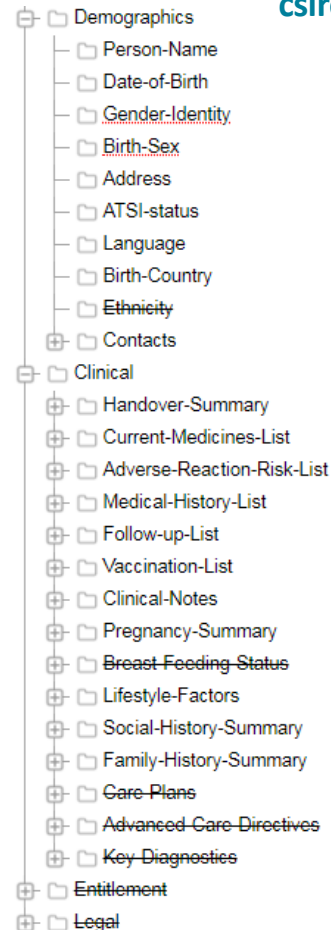 csir
Demographics
Person-Name
Date-of-Birth
Gender-Identity
Birth-Sex
Address
ATSI-status
Language
Birth-Country
Ethnicity
Contacts
Clinical
Handover-Summary
Current-Medicines-List
Adverse-Reaction-Risk-List
Medical-History-List
Follow-up-List
Vaccination-List
Clinical-Notes
Pregnancy-Summary
Breast Feeding Status
Lifestyle-Factors
Social-History-Summary
Family-History-Summary
Care Plans
Advanced Care Directives
Key Diagnostics
Entitlement
Legal